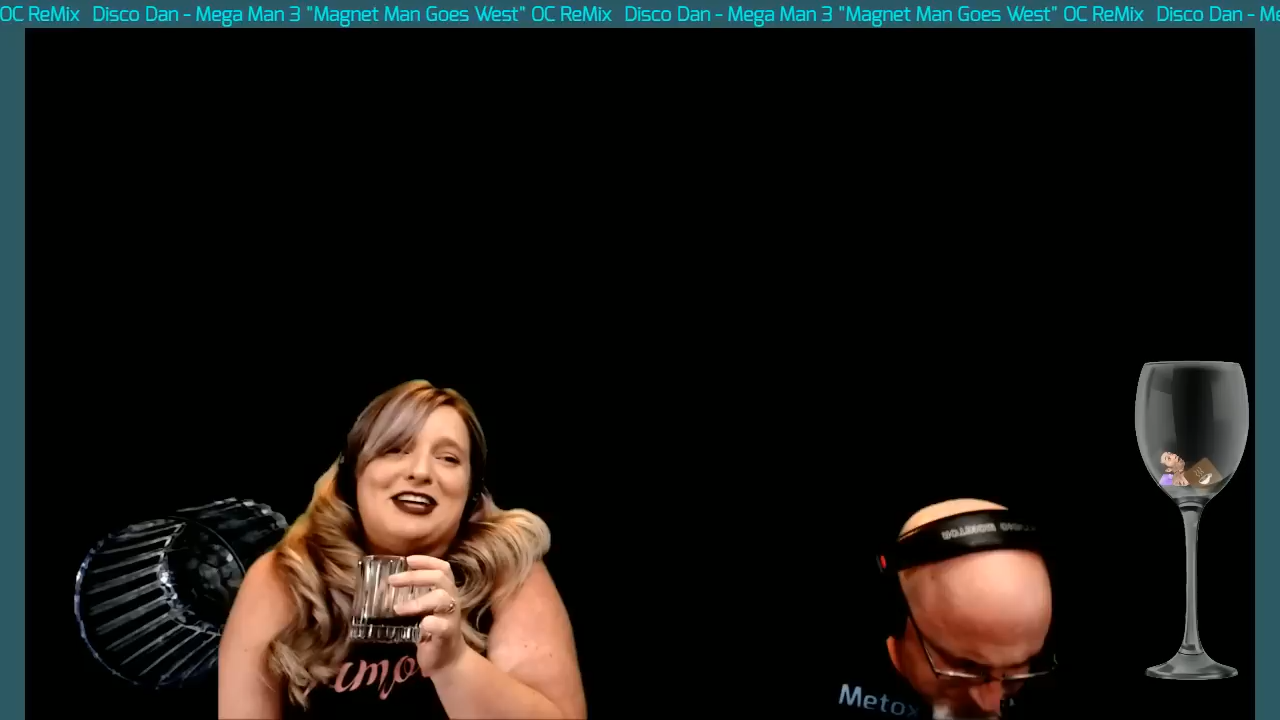 OC ReMix Disco Dan - Mega Man 3 "Magnet Man Goes West" OC ReMix Disco Dan - Mega Man 3 "Magnet Man Goes West" OC ReMix Disco Dan - Me
amo
Metox